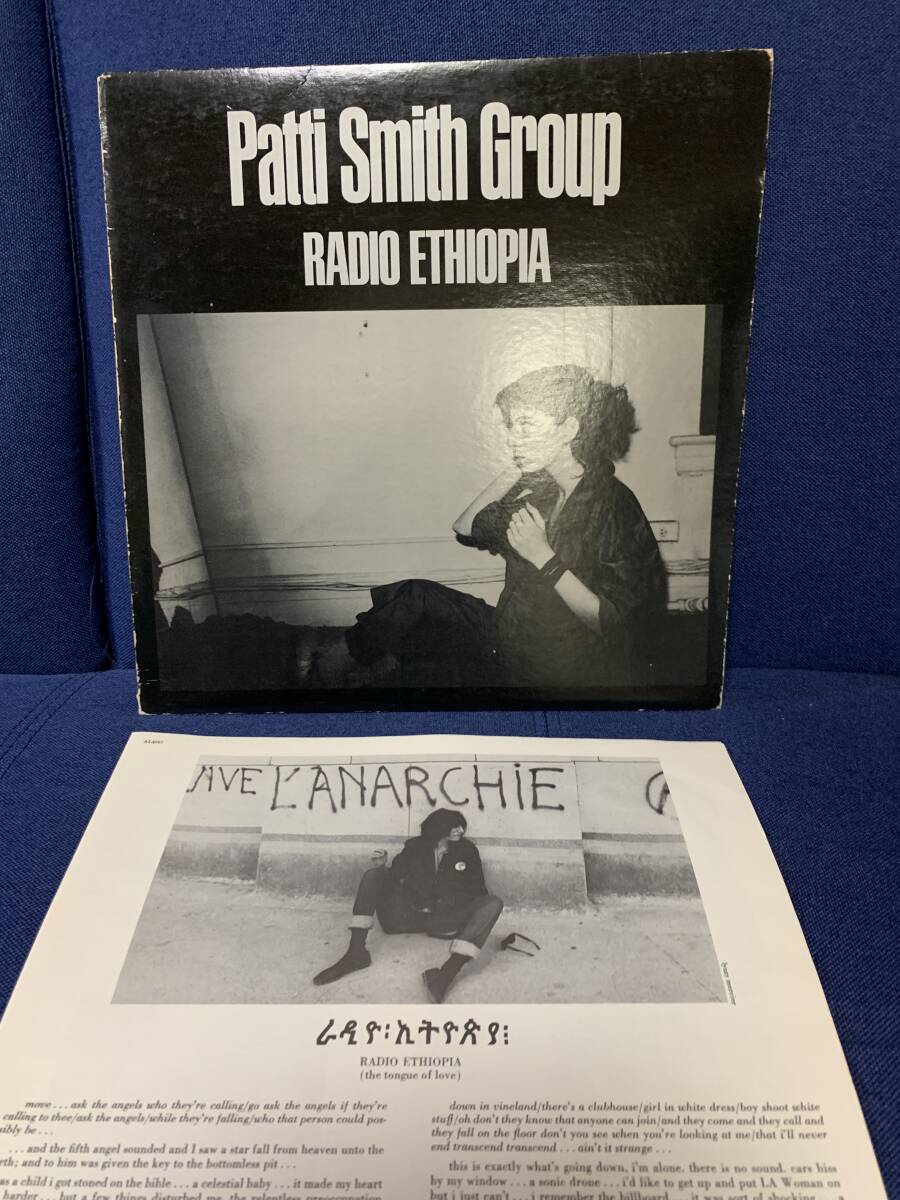 Patti Smith Group
RADIO ETHIOPIA
AVE L'ANARCHiE
ራዲዮ፡ኢትዮጵያ፤
RADIO ETHIOPIA
(the tongue of love)
move . . . ask the angels who they're calling/go ask the angels if they're
calling to thee/ask the angels/while they're falling/who that person could pos-
sibly be . . .
. . . and the fifth angel sounded and I saw a star fall from heaven unto the
rth; and to him was given the key to the bottomless pit . . .
as a child i got stoned on the bible . . . a celestial baby . . . it made my heart
harder . . . but a few things disturbed me. the relentless preoccupation
down in vineland/there's a clubhouse/girl in white dress/boy shoot white
stuff/oh don't they know that anyone can join/and they come and they call and
they fall on the floor don't you see when you're looking at me/that i'll never
end transcend transcend . . . ain't it strange . . .
this is exactly what's going down. i'm alone. there is no sound. cars hiss
by my window . . . a sonic drone . . . i'd like to get up and put LA Woman on
but i just can't . . . i remember the billboard . . . it was sort of shocking